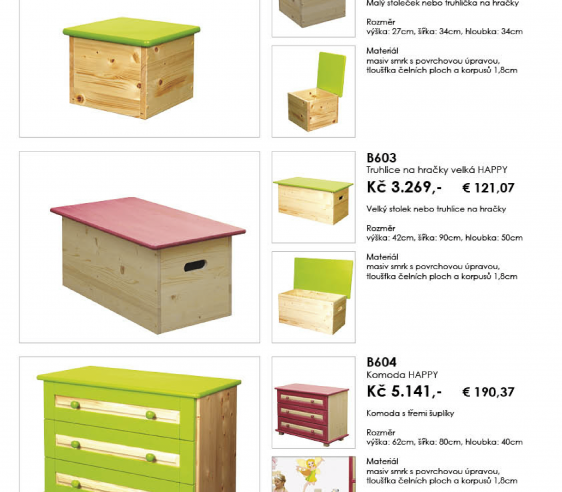 Malý stoleček nebo truhlička na hračky
Rozměr
výška: 27cm, šířka: 34cm, hloubka: 34cm
Materiál
masiv smrk s povrchovou úpravou,
tloušťka čelních ploch a korpusů 1,8cm
B603
Truhlice na hračky velká HAPPY
Kč 3.269,- € 121,07
Velký stolek nebo truhlice na hračky
Rozměr
výška: 42cm, šířka: 90cm, hloubka: 50cm
Materiál
masiv smrk s povrchovou úpravou,
tloušťka čelních ploch a korpusů 1,8cm
B604
Komoda HAPPY
Kč 5.141,- € 190,37
Komoda s třemi šuplíky
Rozměr
výška: 62cm, šířka: 80cm, hloubka: 40cm
Materiál
masiv smrk s povrchovou úpravou,
tloušťka čelních ploch a korpusů 1,8cm